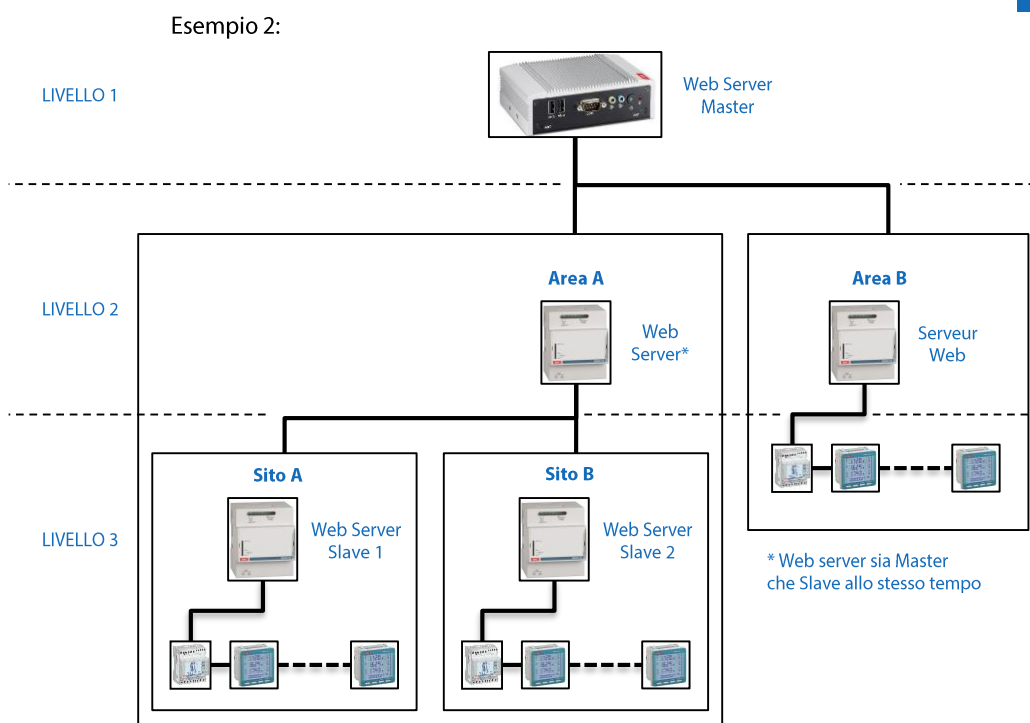 Esempio 2:
LIVELLO 1
Web Server
Master
LIVELLO 2
Area A
Web
Server*
Area B
Serveur
Web
LIVELLO 3
Sito A
Web Server
Slave 1
Sito B
Web Server
Slave 2
* Web server sia Master
che Slave allo stesso tempo